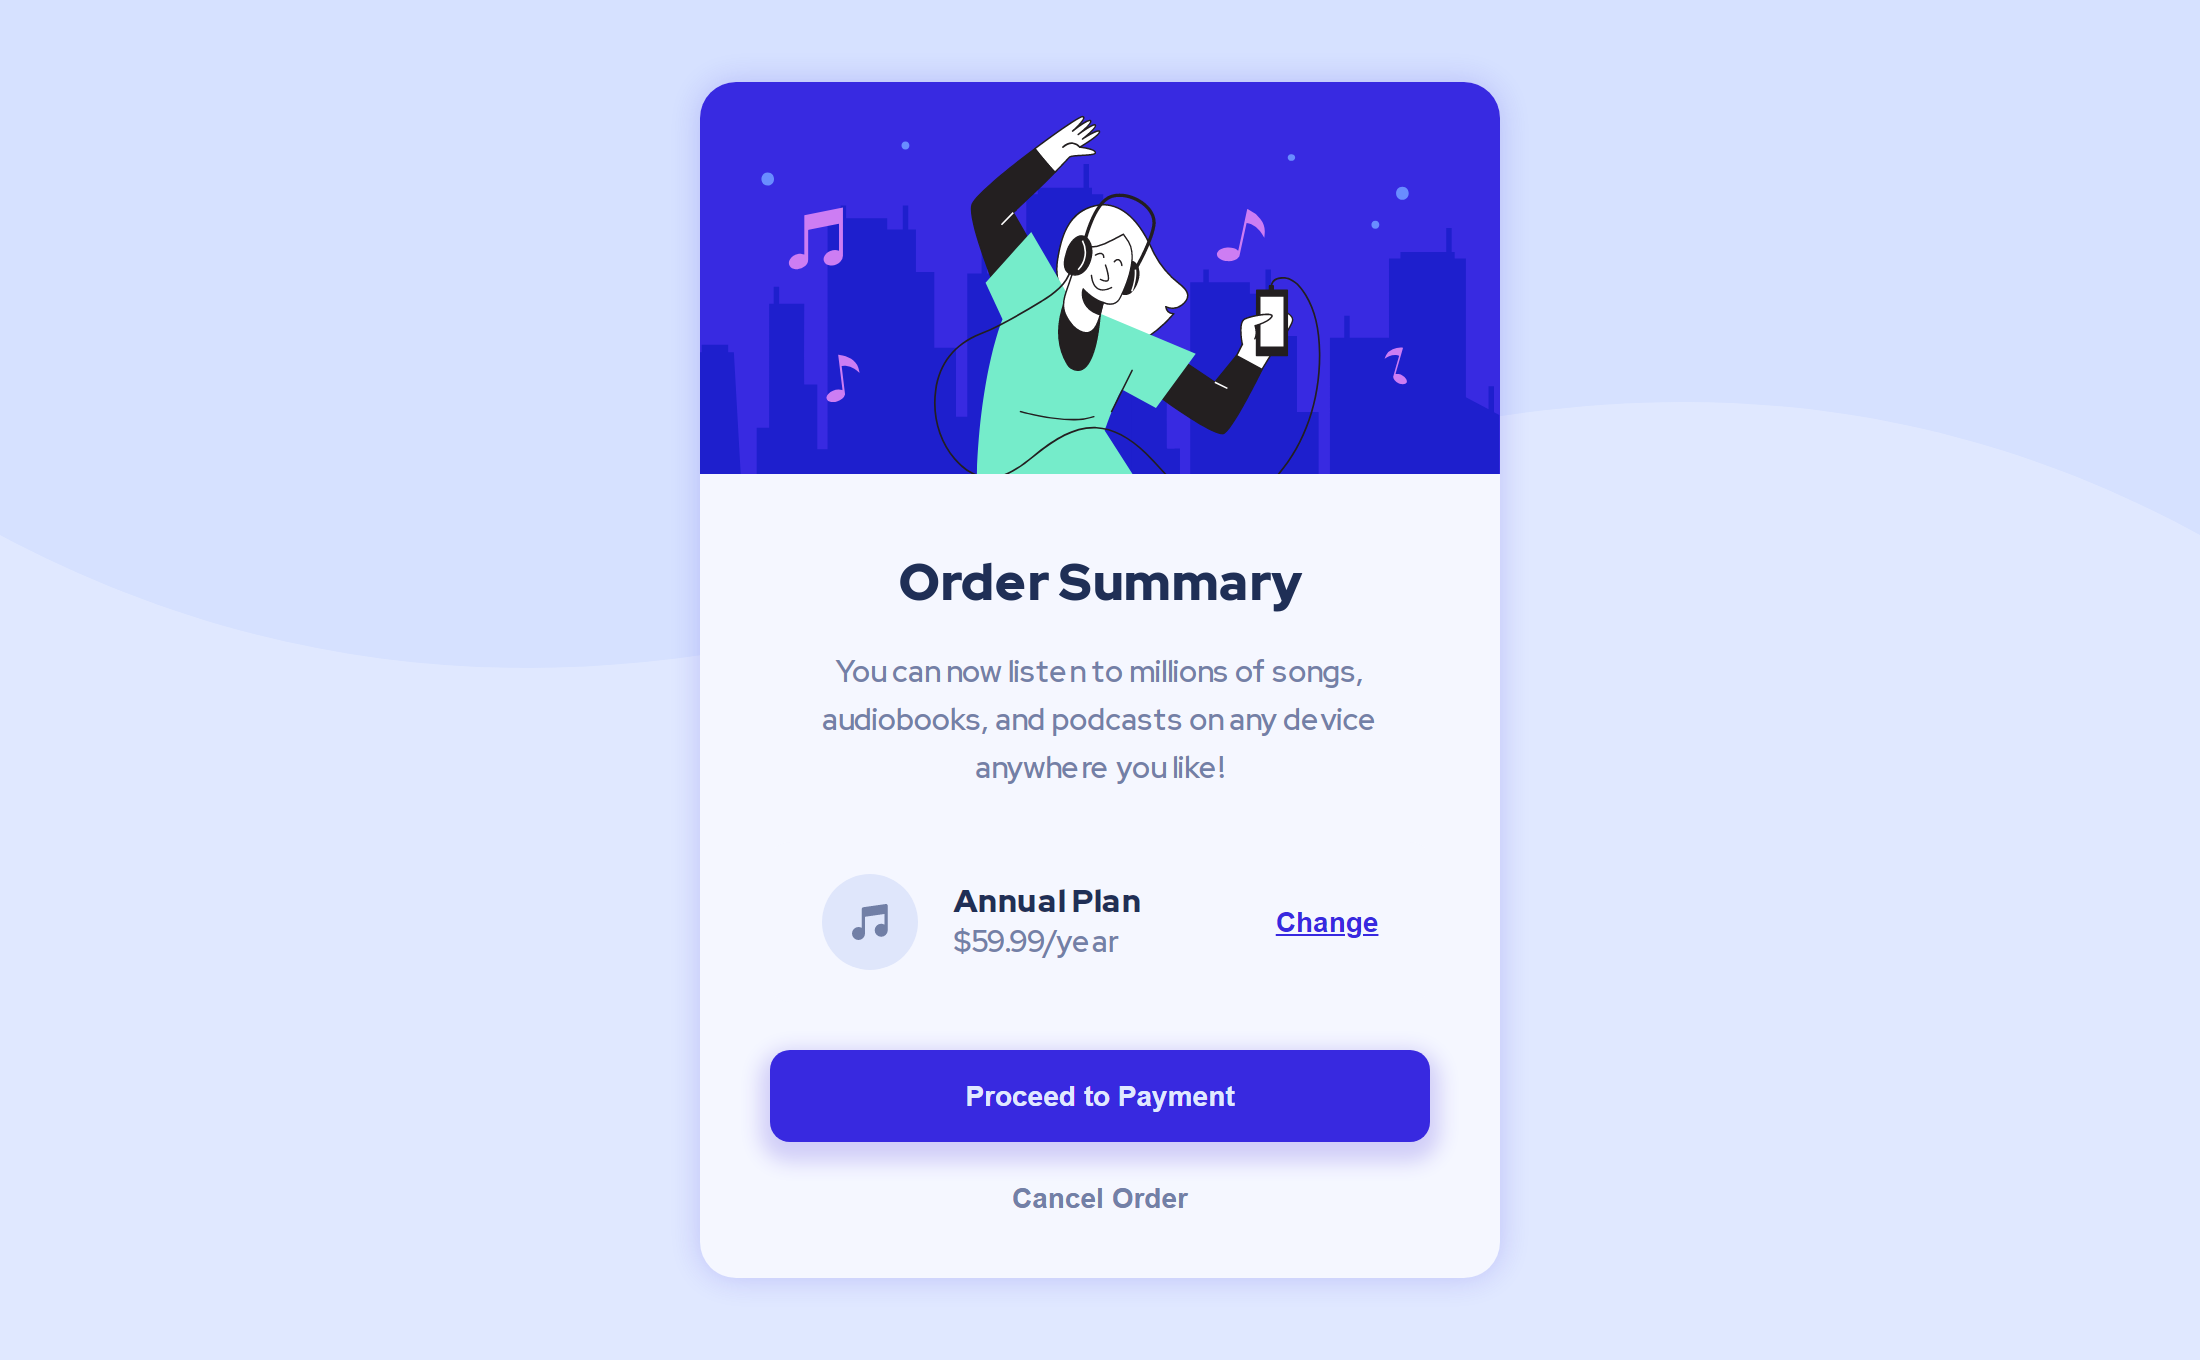 Order Summary
You can now listen to millions of songs,
audiobooks, and podcasts on any device
anywhere you like!
Annual Plan
$59.99/year
Change
Proceed to Payment
Cancel Order